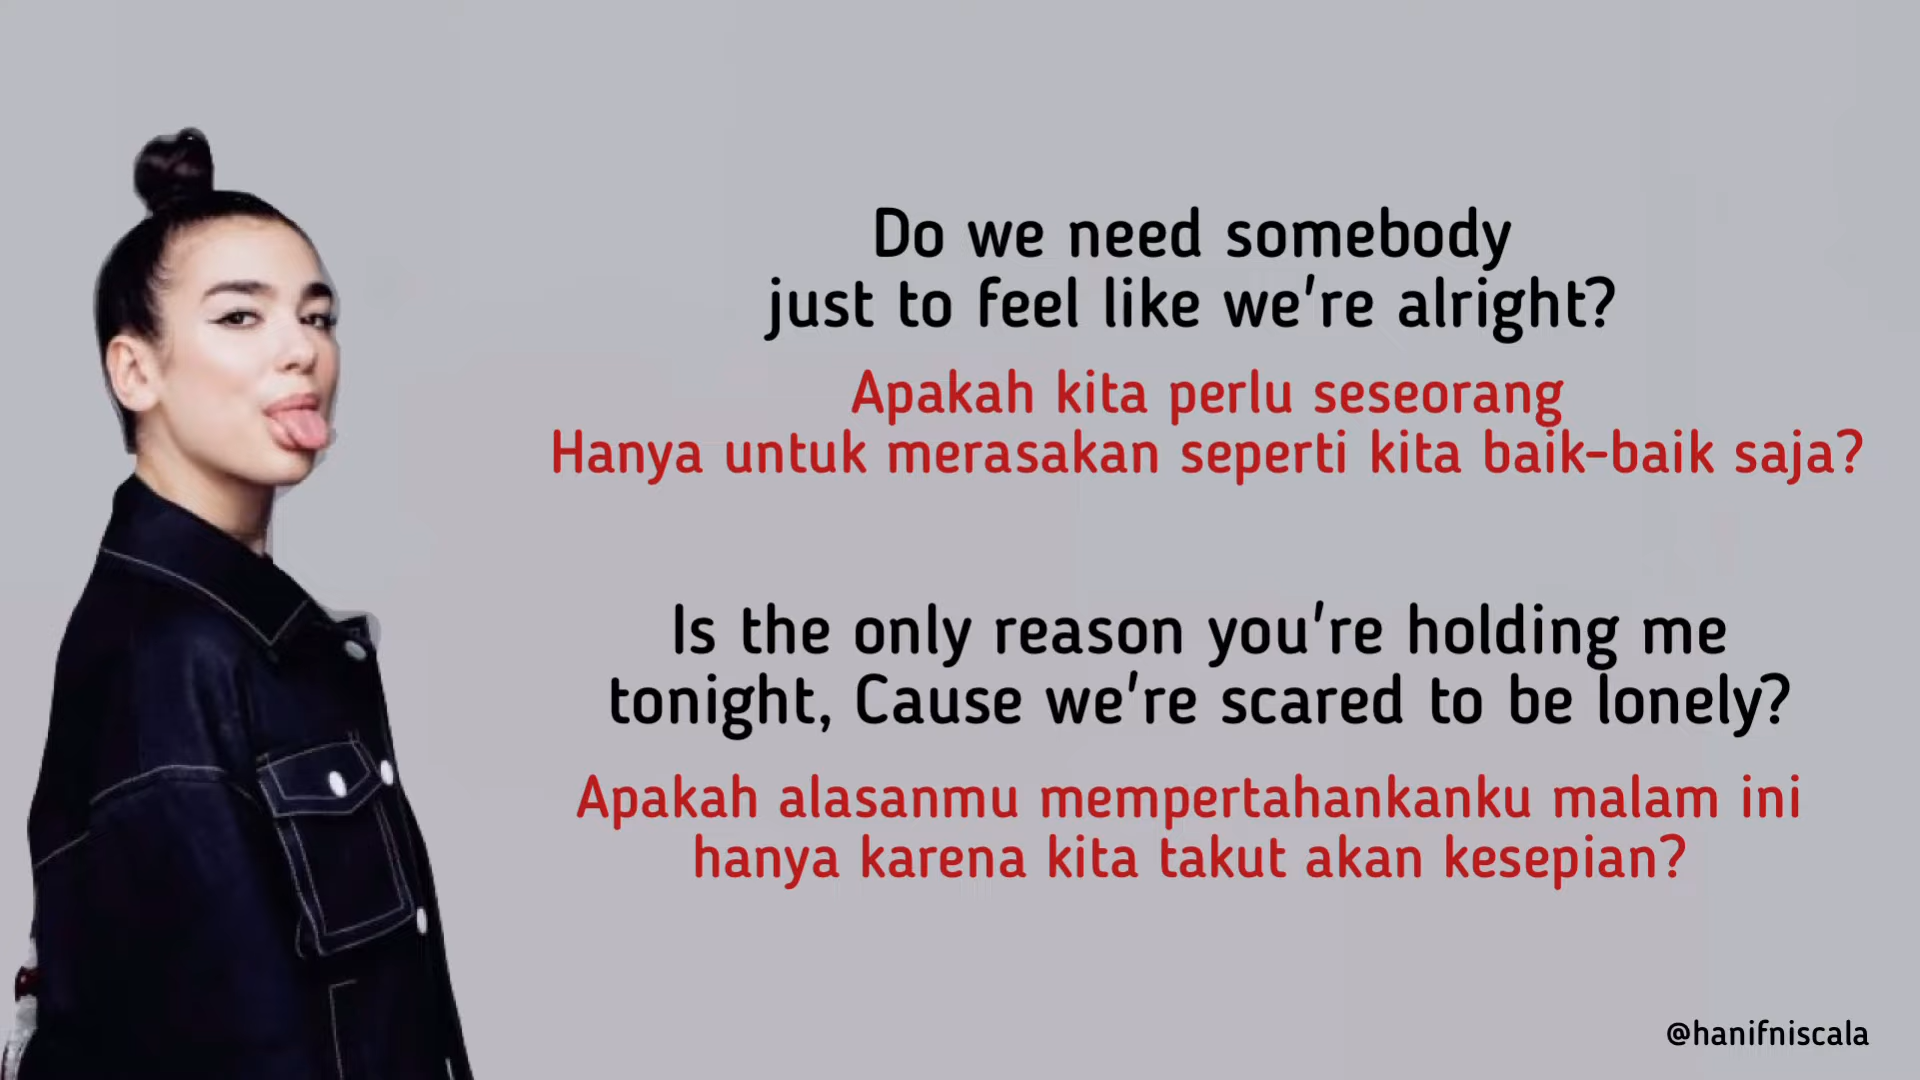 Do we need somebody
just to feel like we're alright?
Apakah kita perlu seseorang
Hanya untuk merasakan seperti kita baik-baik saja?
Is the only reason you're holding me
tonight, Cause we're scared to be lonely?
Apakah alasanmu mempertahankanku malam ini
hanya karena kita takut akan kesepian?
@hanifniscala